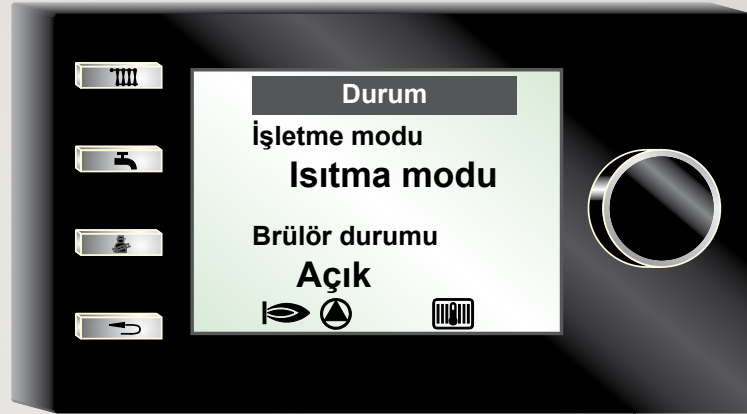 Durum
İşletme modu
Isıtma modu
Brülör durumu
Açık